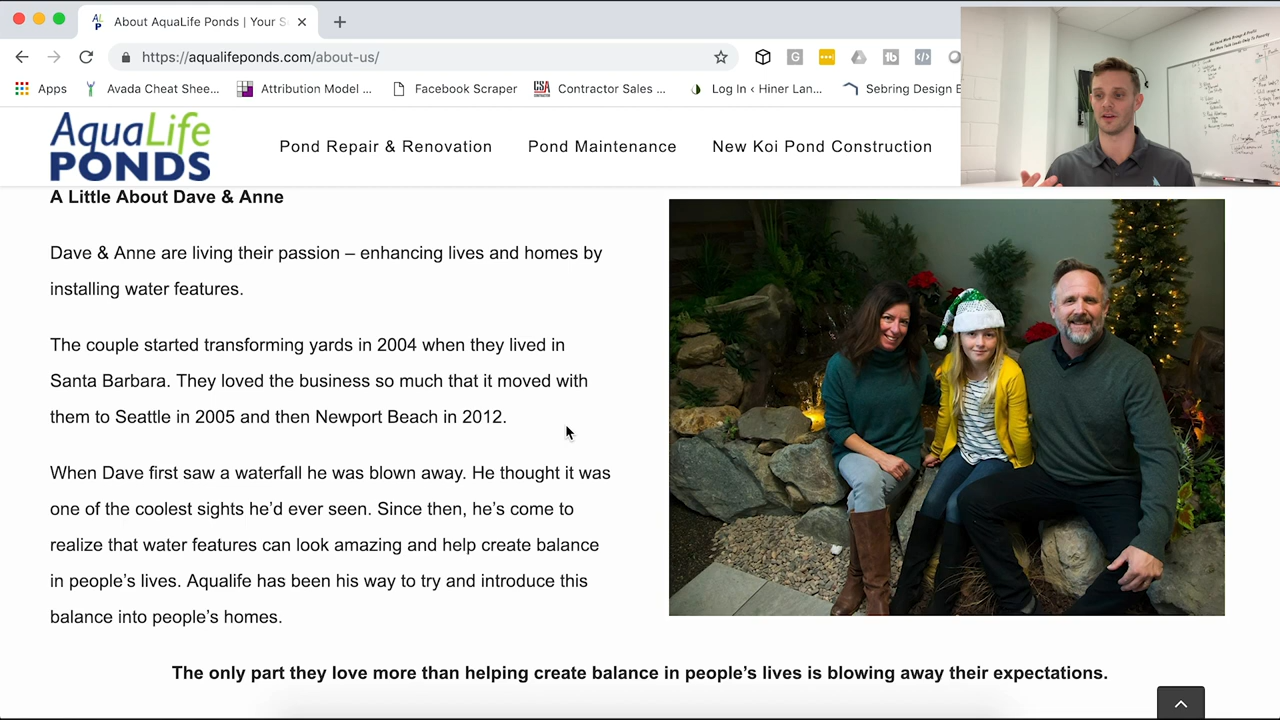 About AquaLife Ponds | Your S
https://aqualifeponds.com/about-us/
Apps
Avada Cheat Shee...
Attribution Model ...
Facebook Scraper
CSA
Contractor Sales ...
Log In ‹ Hiner Lan...
Sebring Design
AquaLife
PONDS
Pond Repair & Renovation
Pond Maintenance
New Koi Pond Construction
A Little About Dave & Anne
Dave & Anne are living their passion – enhancing lives and homes by
installing water features.
The couple started transforming yards in 2004 when they lived in
Santa Barbara. They loved the business so much that it moved with
them to Seattle in 2005 and then Newport Beach in 2012.
When Dave first saw a waterfall he was blown away. He thought it was
one of the coolest sights he’d ever seen. Since then, he’s come to
realize that water features can look amazing and help create balance
in people’s lives. Aqualife has been his way to try and introduce this
balance into people’s homes.
The only part they love more than helping create balance in people’s lives is blowing away their expectations.